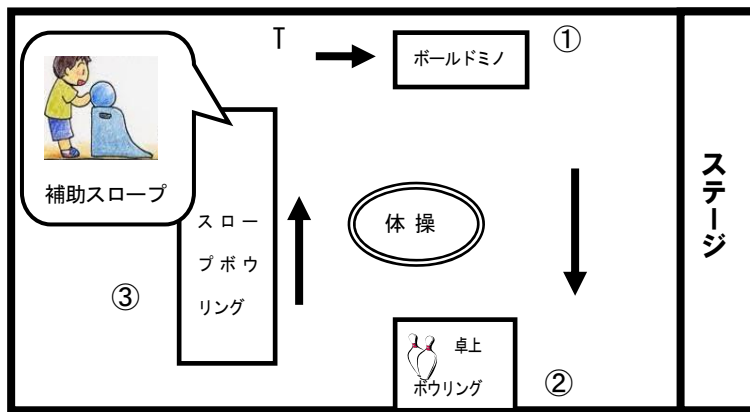 T
ボールドミノ
①
補助スロープ
スロー
プボウ
リング
体 操
ステージ
③
卓上
ボウリング
②